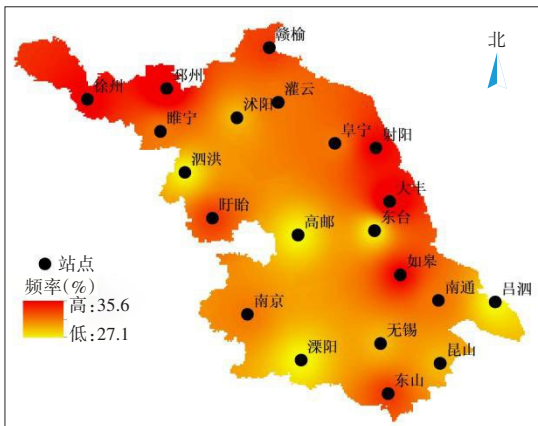 赣榆
北
徐州
邳州
沭阳
灌云
睢宁
阜宁
射阳
泗洪
大丰
盱眙
高邮
东台
站点
频率(%)
高:35.6
低:27.1
如皋
南京
南通
吕泗
无锡
溧阳
昆山
东山